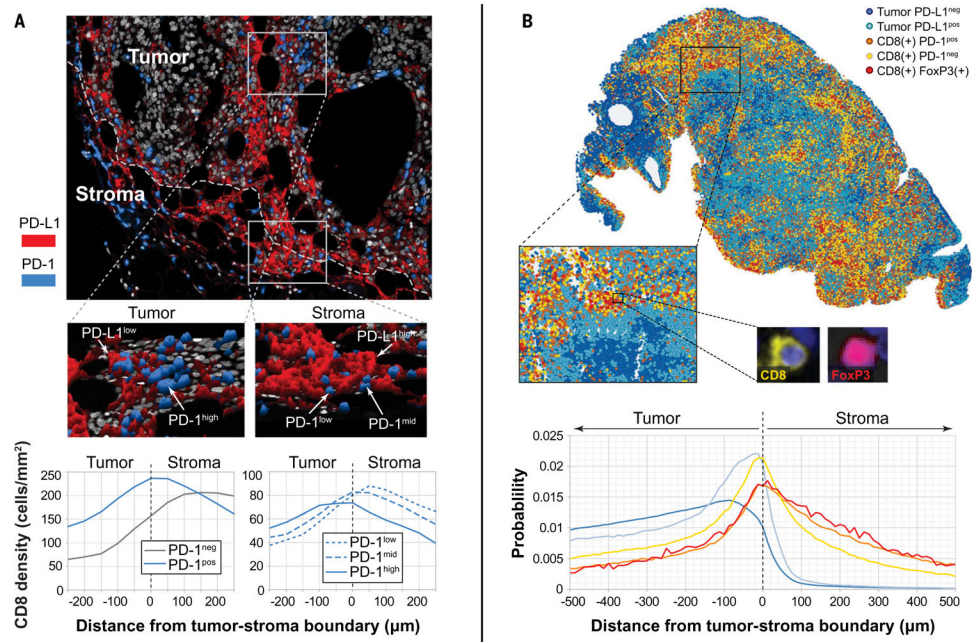 A
Tumor
Stroma
PD-L1
PD-1
Tumor
Stroma
PD-L1low
PD-1high
PD-L1high
PD-1low
PD-1mid
CD8 density (cells/mm²)
Tumor
Stroma
250
200
150
100
50
0
PD-1neg
PD-1pos
-200
-100
0
100
200
Tumor
Stroma
100
80
60
40
20
0
PD-1low
PD-1mid
PD-1high
-200
-100
0
100
200
Distance from tumor-stroma boundary (µm)
B
Tumor PD-L1neg
Tumor PD-L1pos
CD8(+) PD-1pos
CD8(+) PD-1neg
CD8(+) FoxP3(+)
CD8
FoxP3
Tumor
Stroma
Probability
0.025
0.02
0.015
0.01
0.005
0
-500
-400
-300
-200
-100
0
100
200
300
400
500
Distance from tumor-stroma boundary (µm)